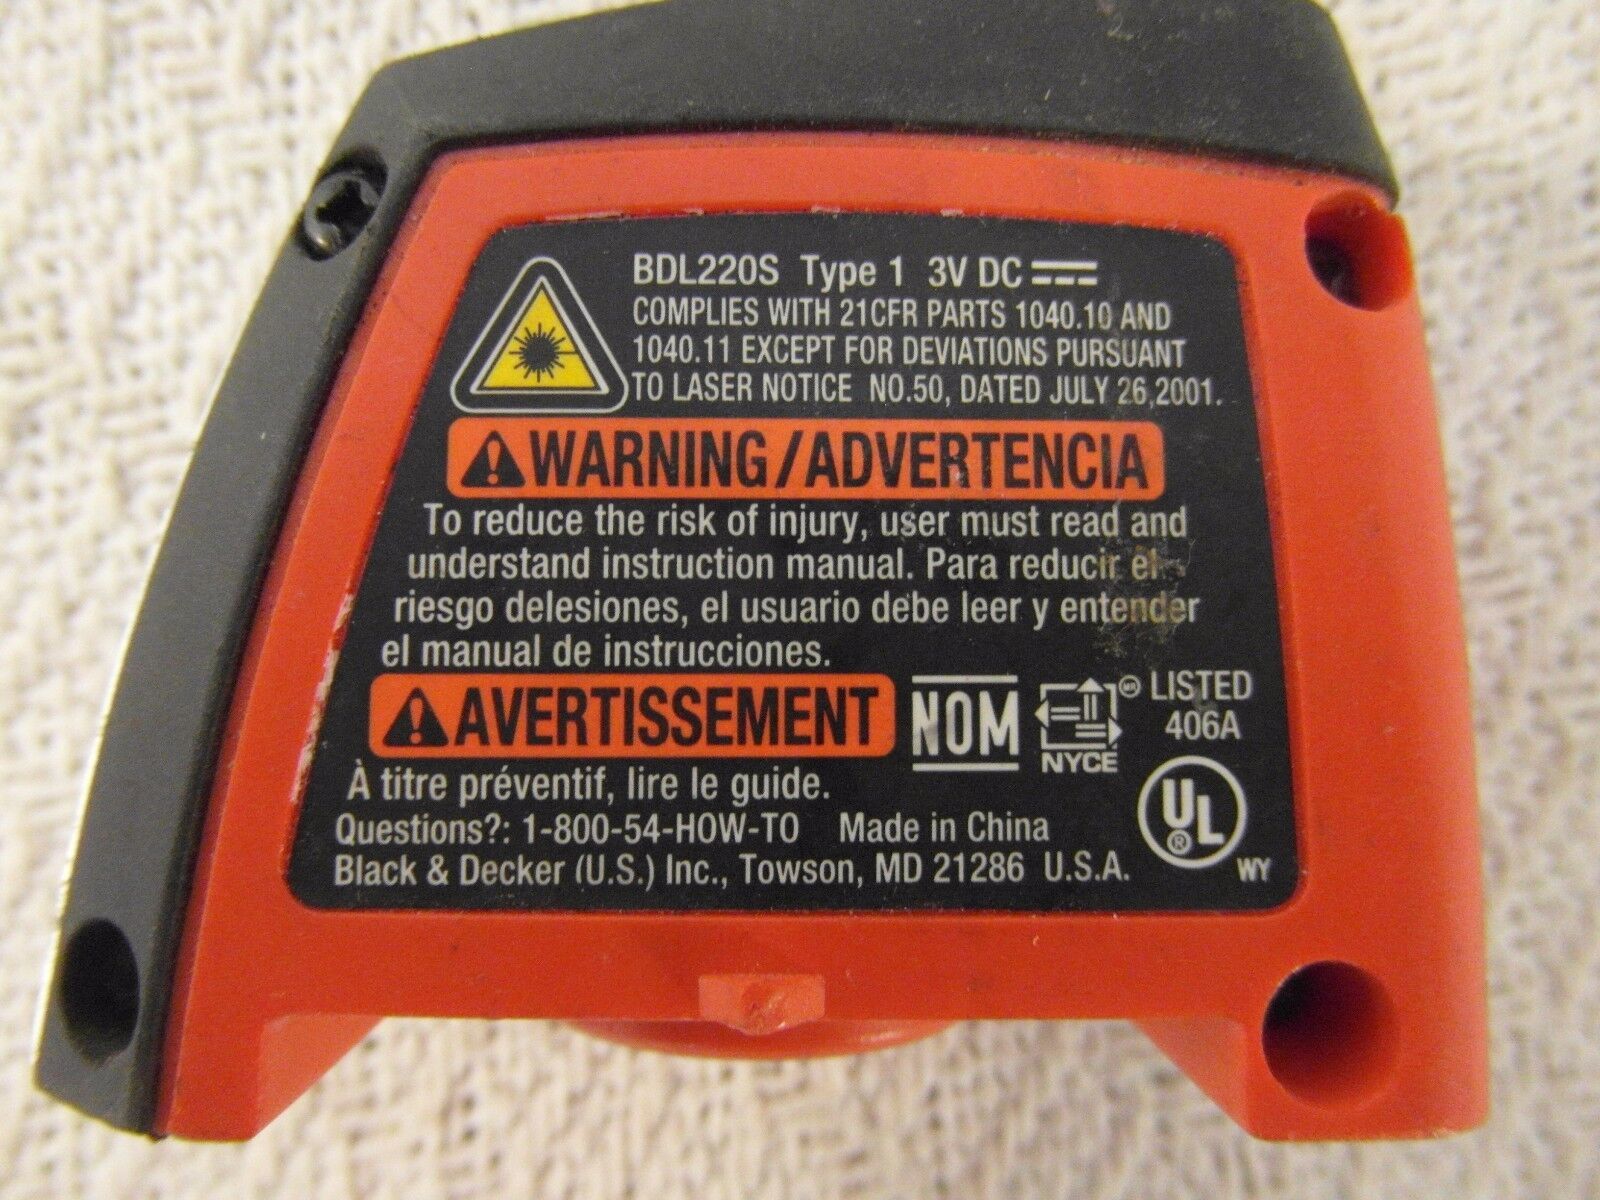 BDL220S Type 1 3V DC
COMPLIES WITH 21CFR PARTS 1040.10 AND
1040.11 EXCEPT FOR DEVIATIONS PURSUANT
TO LASER NOTICE NO.50, DATED JULY 26,2001.
WARNING/ADVERTENCIA
To reduce the risk of injury, user must read and
understand instruction manual. Para reducir el
riesgo delesiones, el usuario debe leer y entender
el manual de instrucciones.
AVERTISSEMENT
À titre préventif, lire le guide.
NOM
NYCE
MR
LISTED
406A
UL
®
WY
Questions?: 1-800-54-HOW-TO Made in China
Black & Decker (U.S.) Inc., Towson, MD 21286 U.S.A.